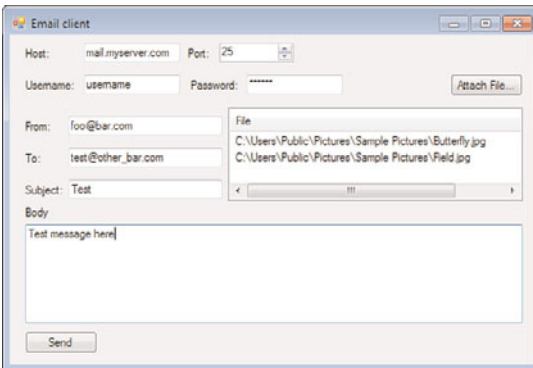 Email client
Host: mail.myserver.com Port: 25
Username: username Password: ******
Attach File...
From: foo@bar.com
To: test@other_bar.com
Subject: Test
File
C:\Users\Public\Pictures\Sample Pictures\Butterfly.jpg
C:\Users\Public\Pictures\Sample Pictures\Field.jpg
Body
Test message here
Send